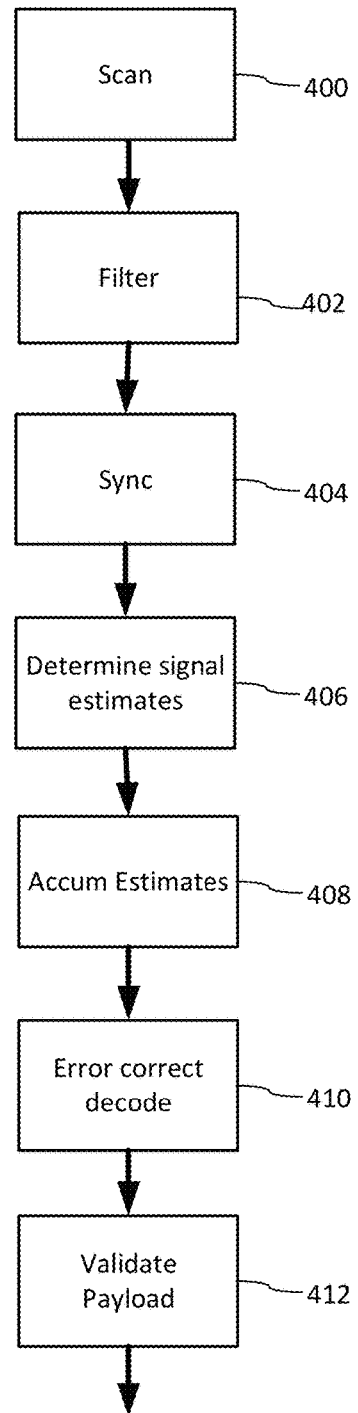 Scan
400
Filter
402
Sync
404
Determine signal
estimates
406
Accum Estimates
408
Error correct
decode
410
Validate
Payload
412